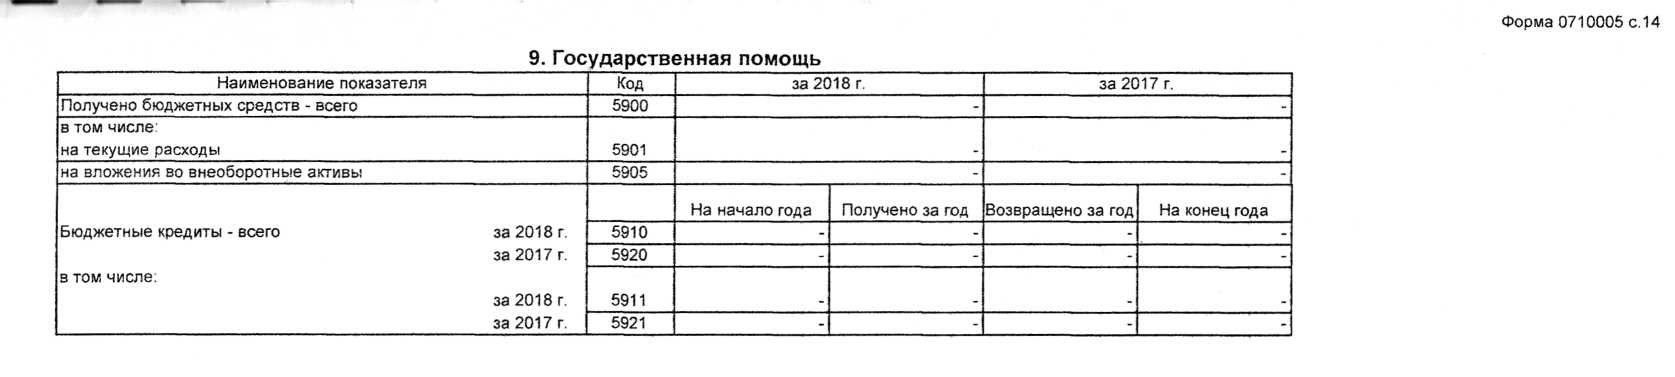 Форма 0710005 с.14
9. Государственная помощь
Наименование показателя Код за 2018 г. за 2017 г.
Получено бюджетных средств - всего 5900 - -
в том числе:
на текущие расходы 5901 - -
на вложения во внеоборотные активы 5905 - -
На начало года Получено за год Возвращено за год На конец года
Бюджетные кредиты - всего за 2018 г. 5910 - - - -
за 2017 г. 5920 - - - -
в том числе:
за 2018 г. 5911 - - - -
за 2017 г. 5921 - - - -